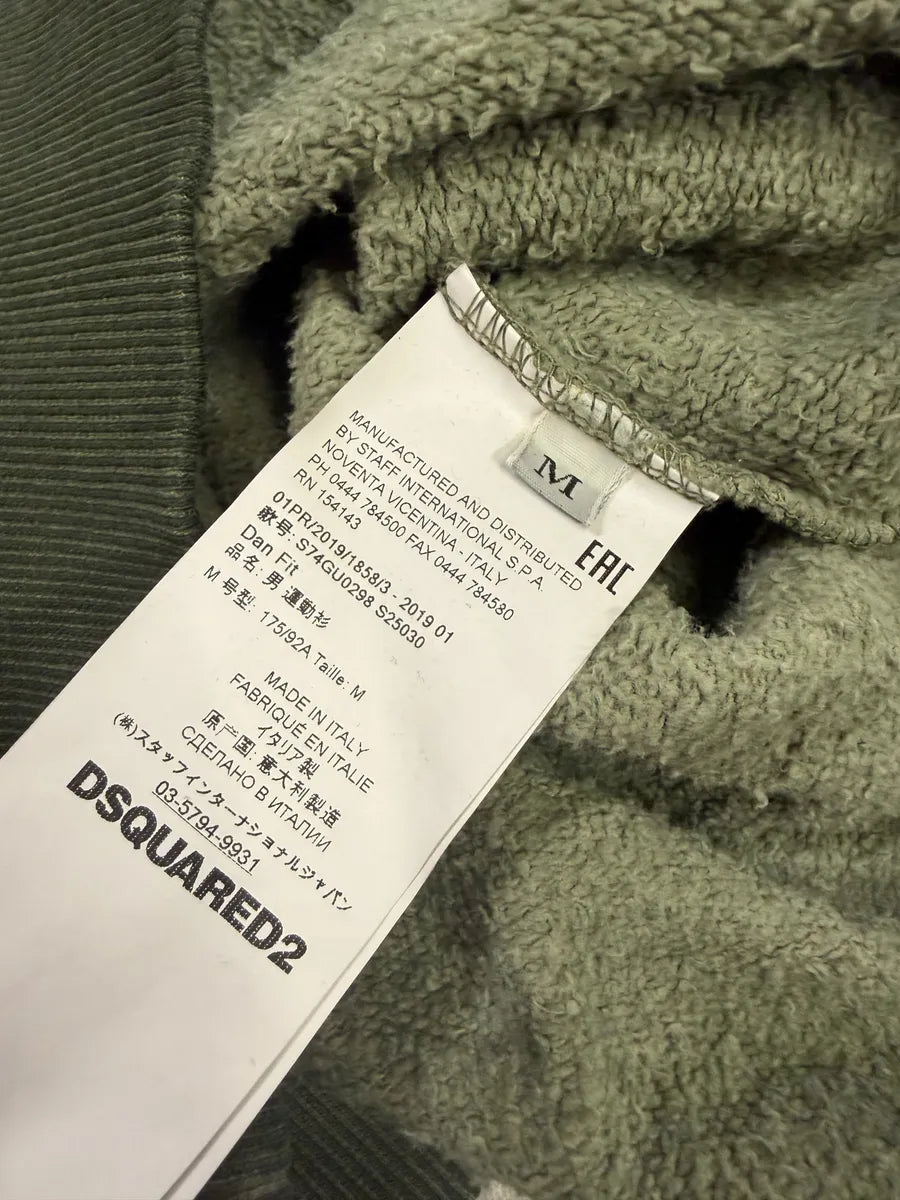 M
EAC
MANUFACTURED AND DISTRIBUTED
BY STAFF INTERNATIONAL S.P.A.
NOVENTA VICENTINA - ITALY
PH 0444 784500 FAX 0444 784580
RN 154143
01PR/2019/1858/3 - 2019 01
款号: S74GU0298 S25030
Dan Fit
品名: 男 運動衫
M 号型: 175/92A Taille: M
MADE IN ITALY
FABRIQUÉ EN ITALIE
イタリア製
原产国: 意大利製造
СДЕЛАНО В ИТАЛИИ
(株)スタッフインターナショナルジャパン
03-5794-9931
DSQUARED2